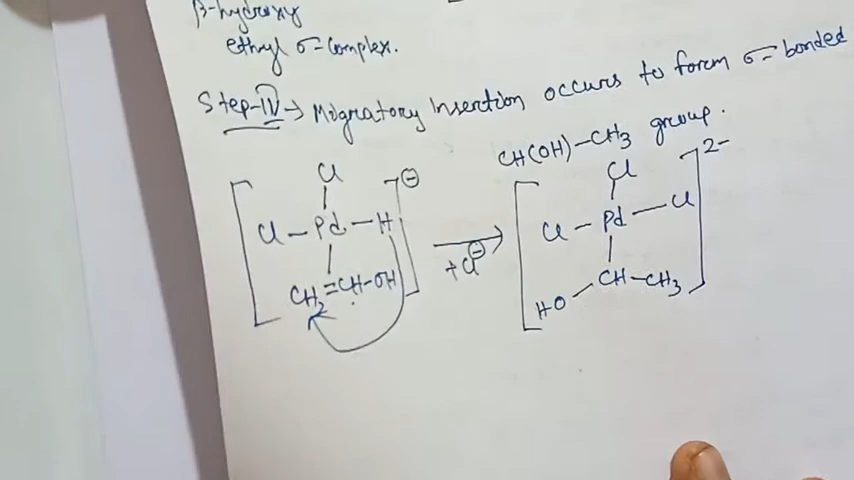 β-hydroxy
ethyl σ-complex.
Step-IV → Migratory insertion occurs to form σ-bonded
CH(OH)-CH3 group.
Cl ⊖ Cl 2-
Cl - Pd - H Cl - Pd - Cl
+Cl⊖
CH2=CH-OH CH-CH3
HO